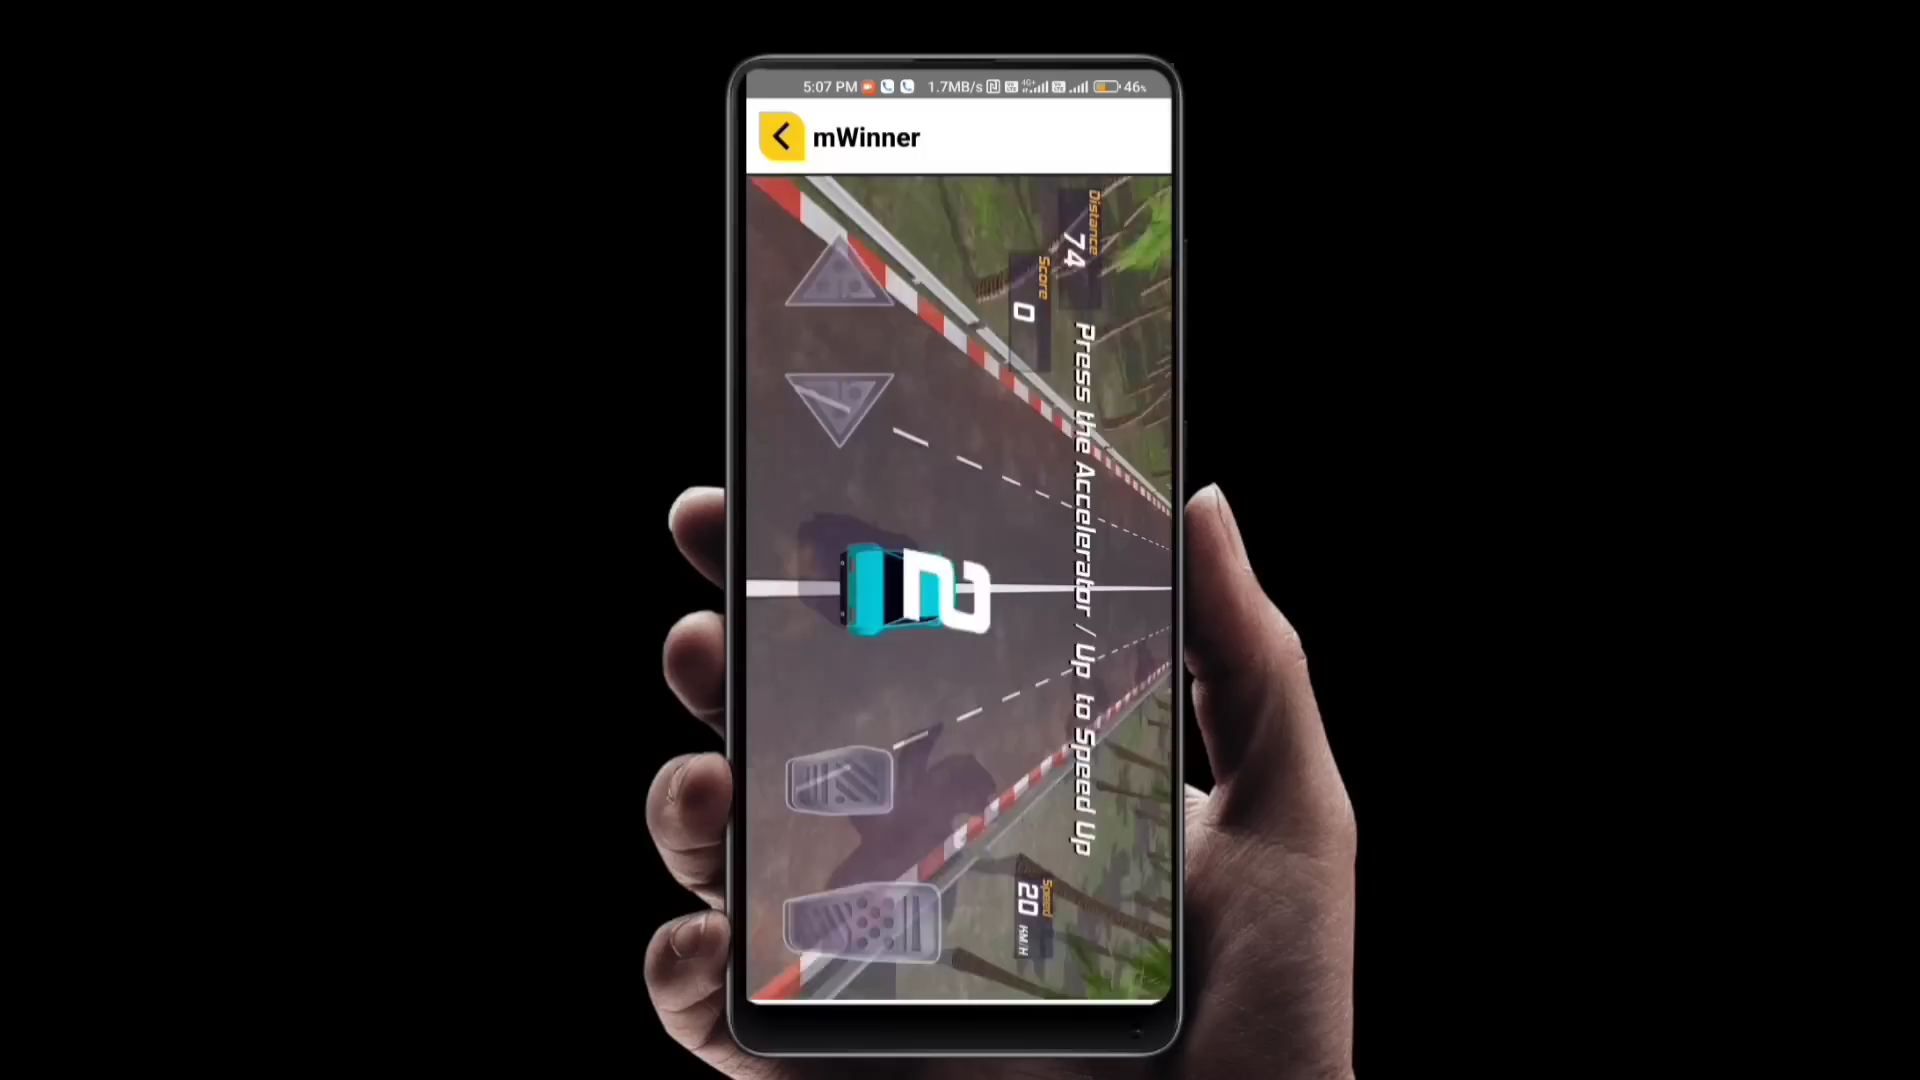 5:07 PM 1.7MB/s 4G+ 46%
mWinner
Distance
74
Score
0
Press the Accelerator / Up to Speed Up
2
Speed
20 KM/H